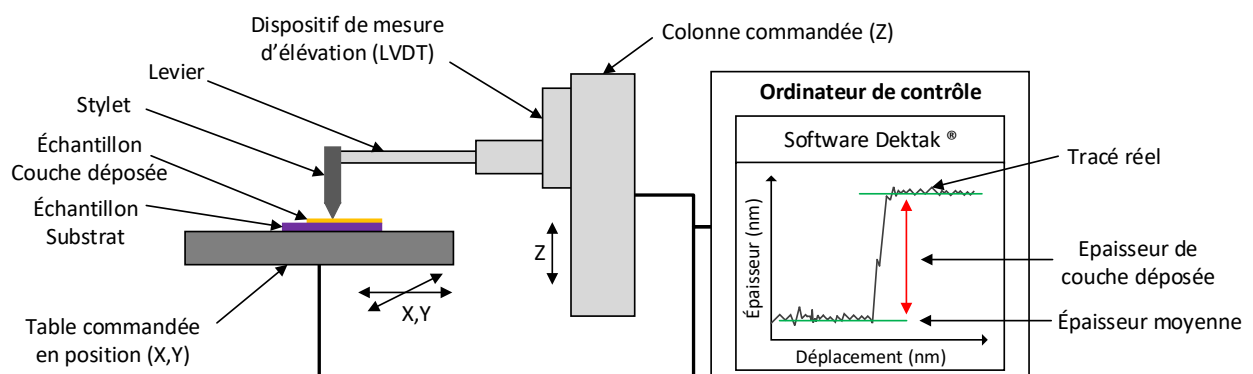 Dispositif de mesure
d’élévation (LVDT)
Colonne commandée (Z)
Levier
Stylet
Échantillon
Couche déposée
Échantillon
Substrat
Table commandée
en position (X,Y)
X,Y
Z
Ordinateur de contrôle
Software Dektak ®
Épaisseur (nm)
Déplacement (nm)
Tracé réel
Epaisseur de
couche déposée
Épaisseur moyenne